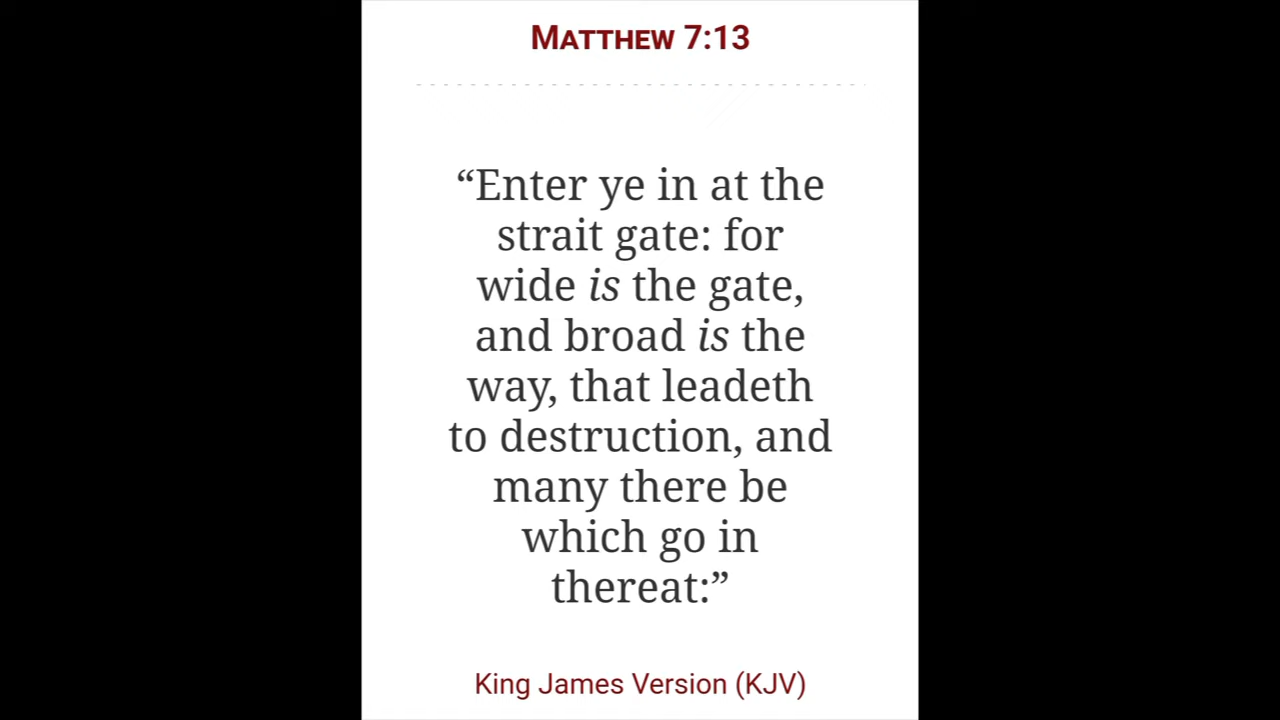 Matthew 7:13
“Enter ye in at the
strait gate: for
wide is the gate,
and broad is the
way, that leadeth
to destruction, and
many there be
which go in
thereat:”
King James Version (KJV)